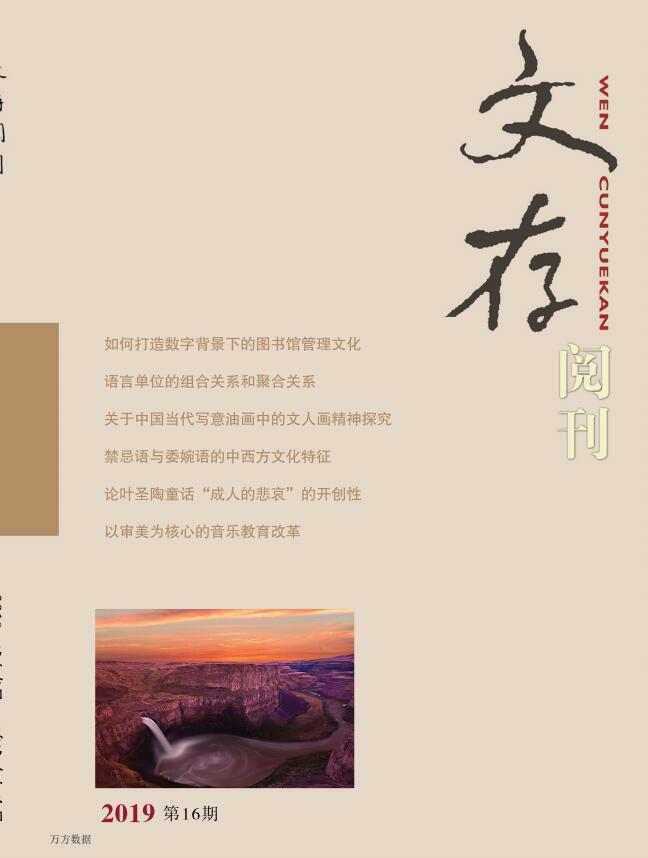 文存
WEN CUNYUEKAN
阅刊
如何打造数字背景下的图书馆管理文化
语言单位的组合关系和聚合关系
关于中国当代写意油画中的文人画精神探究
禁忌语与委婉语的中西方文化特征
论叶圣陶童话“成人的悲哀”的开创性
以审美为核心的音乐教育改革
2019 第16期
万方数据